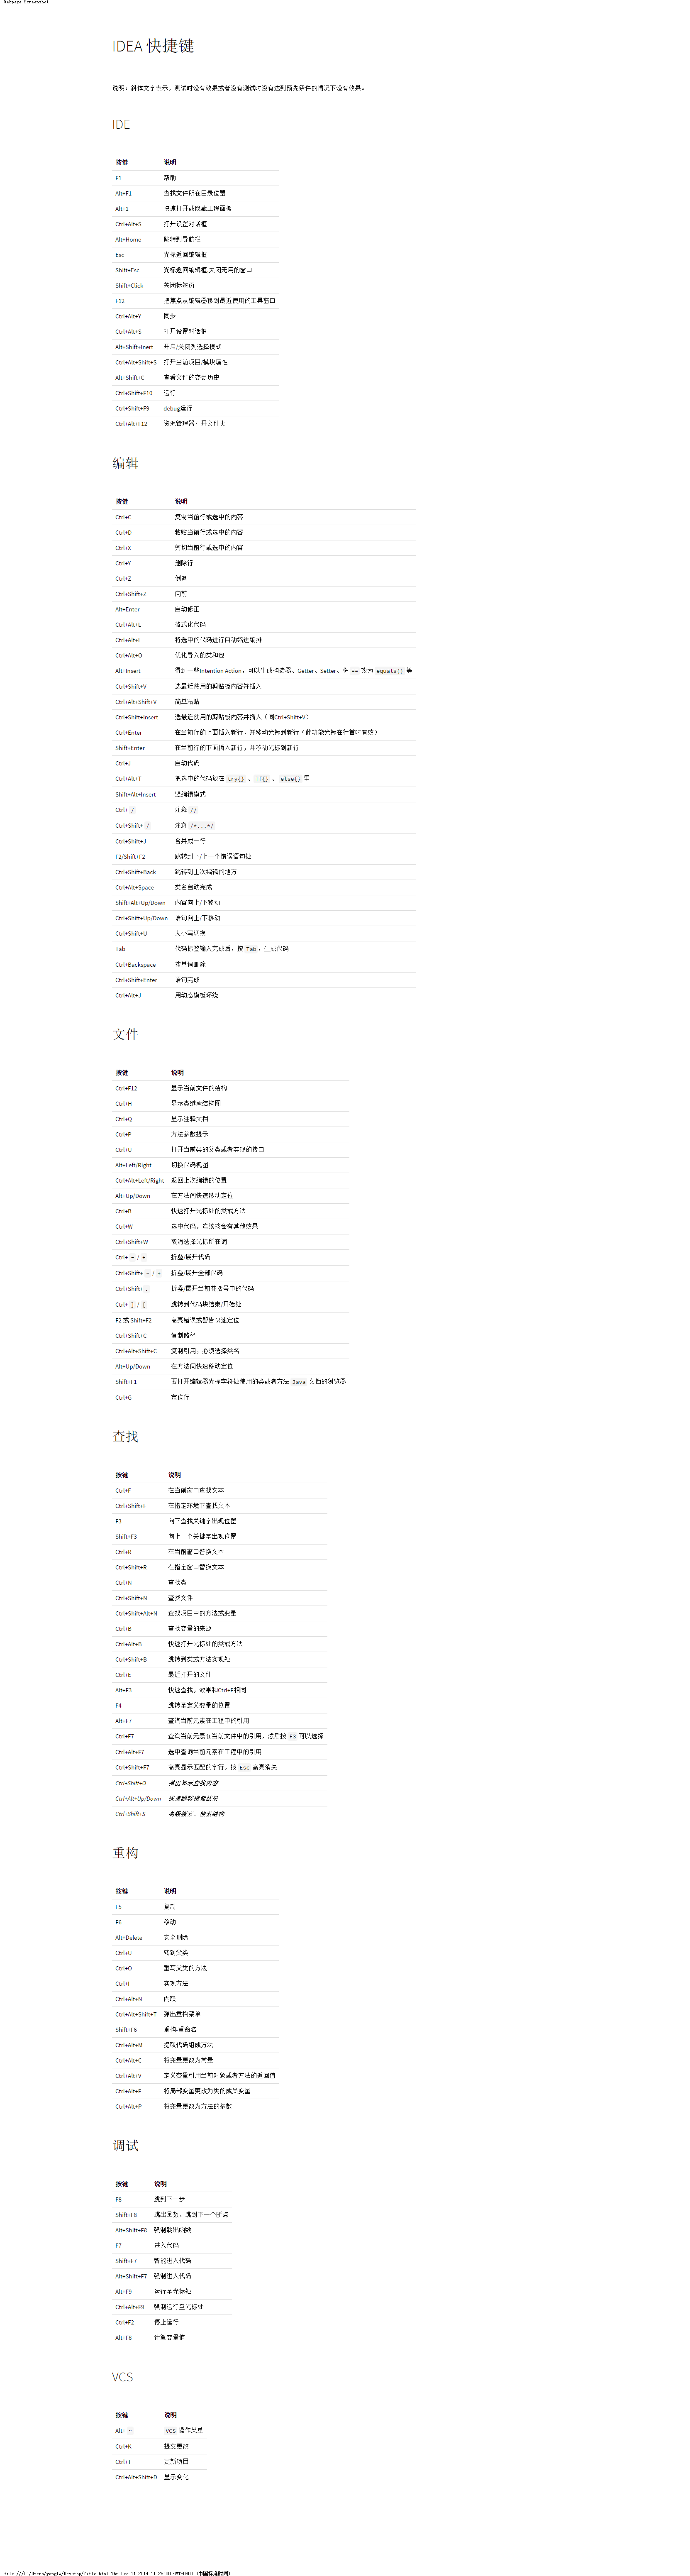 Webpage Screenshot
IDEA 快捷键
说明：斜体文字表示，测试时没有效果或者没有测试时没有达到预先条件的情况下没有效果。
IDE
按键 说明
F1 帮助
Alt+F1 查找文件所在目录位置
Alt+1 快速打开或隐藏工程面板
Ctrl+Alt+S 打开设置对话框
Alt+Home 跳转到导航栏
Esc 光标返回编辑框
Shift+Esc 光标返回编辑框,关闭无用的窗口
Shift+Click 关闭标签页
F12 把焦点从编辑器移到最近使用的工具窗口
Ctrl+Alt+Y 同步
Ctrl+Alt+S 打开设置对话框
Alt+Shift+Inert 开启/关闭列选择模式
Ctrl+Alt+Shift+S 打开当前项目/模块属性
Alt+Shift+C 查看文件的变更历史
Ctrl+Shift+F10 运行
Ctrl+Shift+F9 debug运行
Ctrl+Alt+F12 资源管理器打开文件夹
编辑
按键 说明
Ctrl+C 复制当前行或选中的内容
Ctrl+D 粘贴当前行或选中的内容
Ctrl+X 剪切当前行或选中的内容
Ctrl+Y 删除行
Ctrl+Z 倒退
Ctrl+Shift+Z 向前
Alt+Enter 自动修正
Ctrl+Alt+L 格式化代码
Ctrl+Alt+I 将选中的代码进行自动缩进编排
Ctrl+Alt+O 优化导入的类和包
Alt+Insert 得到一些Intention Action，可以生成构造器、Getter、Setter、将 == 改为 equals() 等
Ctrl+Shift+V 选最近使用的剪贴板内容并插入
Ctrl+Alt+Shift+V 简单粘贴
Ctrl+Shift+Insert 选最近使用的剪贴板内容并插入（同Ctrl+Shift+V）
Ctrl+Enter 在当前行的上面插入新行，并移动光标到新行（此功能光标在行首时有效）
Shift+Enter 在当前行的下面插入新行，并移动光标到新行
Ctrl+J 自动代码
Ctrl+Alt+T 把选中的代码放在 try{} 、 if{} 、 else{} 里
Shift+Alt+Insert 竖编辑模式
Ctrl+ / 注释 //
Ctrl+Shift+ / 注释 /*...*/
Ctrl+Shift+J 合并成一行
F2/Shift+F2 跳转到下/上一个错误语句处
Ctrl+Shift+Back 跳转到上次编辑的地方
Ctrl+Alt+Space 类名自动完成
Shift+Alt+Up/Down 内容向上/下移动
Ctrl+Shift+Up/Down 语句向上/下移动
Ctrl+Shift+U 大小写切换
Tab 代码标签输入完成后，按 Tab ，生成代码
Ctrl+Backspace 按单词删除
Ctrl+Shift+Enter 语句完成
Ctrl+Alt+J 用动态模板环绕
文件
按键 说明
Ctrl+F12 显示当前文件的结构
Ctrl+H 显示类继承结构图
Ctrl+Q 显示注释文档
Ctrl+P 方法参数提示
Ctrl+U 打开当前类的父类或者实现的接口
Alt+Left/Right 切换代码视图
Ctrl+Alt+Left/Right 返回上次编辑的位置
Alt+Up/Down 在方法间快速移动定位
Ctrl+B 快速打开光标处的类或方法
Ctrl+W 选中代码，连续按会有其他效果
Ctrl+Shift+W 取消选择光标所在词
Ctrl+ - / + 折叠/展开代码
Ctrl+Shift+ - / + 折叠/展开全部代码
Ctrl+Shift+ . 折叠/展开当前花括号中的代码
Ctrl+ ] / [ 跳转到代码块结束/开始处
F2 或 Shift+F2 高亮错误或警告快速定位
Ctrl+Shift+C 复制路径
Ctrl+Alt+Shift+C 复制引用，必须选择类名
Alt+Up/Down 在方法间快速移动定位
Shift+F1 要打开编辑器光标字符处使用的类或者方法 Java 文档的浏览器
Ctrl+G 定位行
查找
按键 说明
Ctrl+F 在当前窗口查找文本
Ctrl+Shift+F 在指定环境下查找文本
F3 向下查找关键字出现位置
Shift+F3 向上一个关键字出现位置
Ctrl+R 在当前窗口替换文本
Ctrl+Shift+R 在指定窗口替换文本
Ctrl+N 查找类
Ctrl+Shift+N 查找文件
Ctrl+Shift+Alt+N 查找项目中的方法或变量
Ctrl+B 查找变量的来源
Ctrl+Alt+B 快速打开光标处的类或方法
Ctrl+Shift+B 跳转到类或方法实现处
Ctrl+E 最近打开的文件
Alt+F3 快速查找，效果和Ctrl+F相同
F4 跳转至定义变量的位置
Alt+F7 查询当前元素在工程中的引用
Ctrl+F7 查询当前元素在当前文件中的引用，然后按 F3 可以选择
Ctrl+Alt+F7 选中查询当前元素在工程中的引用
Ctrl+Shift+F7 高亮显示匹配的字符，按 Esc 高亮消失
Ctrl+Shift+O 弹出显示查找内容
Ctrl+Alt+Up/Down 快速跳转搜索结果
Ctrl+Shift+S 高级搜索、搜索结构
重构
按键 说明
F5 复制
F6 移动
Alt+Delete 安全删除
Ctrl+U 转到父类
Ctrl+O 重写父类的方法
Ctrl+I 实现方法
Ctrl+Alt+N 内联
Ctrl+Alt+Shift+T 弹出重构菜单
Shift+F6 重构-重命名
Ctrl+Alt+M 提取代码组成方法
Ctrl+Alt+C 将变量更改为常量
Ctrl+Alt+V 定义变量引用当前对象或者方法的返回值
Ctrl+Alt+F 将局部变量更改为类的成员变量
Ctrl+Alt+P 将变量更改为方法的参数
调试
按键 说明
F8 跳到下一步
Shift+F8 跳出函数、跳到下一个断点
Alt+Shift+F8 强制跳出函数
F7 进入代码
Shift+F7 智能进入代码
Alt+Shift+F7 强制进入代码
Alt+F9 运行至光标处
Ctrl+Alt+F9 强制运行至光标处
Ctrl+F2 停止运行
Alt+F8 计算变量值
VCS
按键 说明
Alt+ ~ VCS 操作菜单
Ctrl+K 提交更改
Ctrl+T 更新项目
Ctrl+Alt+Shift+D 显示变化
file:///C:/Users/yangle/Desktop/Title.html Thu Dec 11 2014 11:25:00 GMT+0800 (中国标准时间)